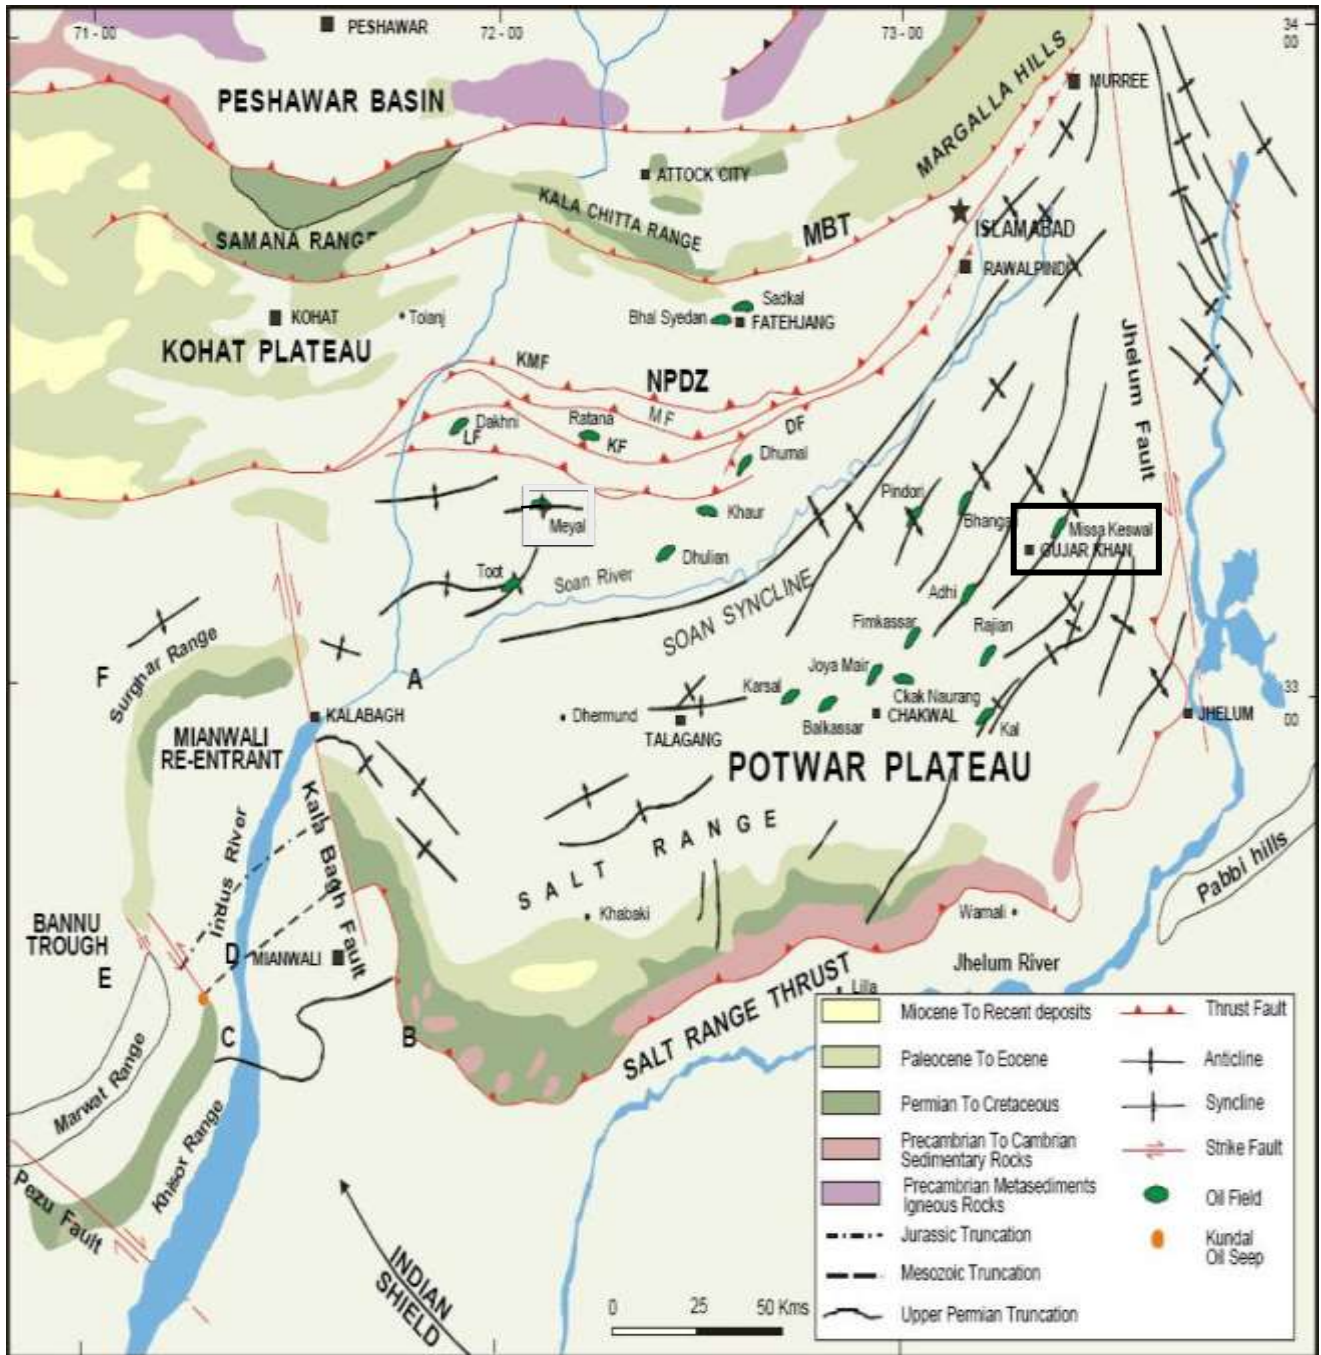 71 - 00
72 - 00
73 - 00
34
00
PESHAWAR
PESHAWAR BASIN
MARGALLA HILLS
MURREE
ATTOCK CITY
KALA CHITTA RANGE
SAMANA RANGE
MBT
ISLAMABAD
RAWALPINDI
KOHAT
Tolanj
Sadkal
Bhal Syedan
FATEHJANG
KOHAT PLATEAU
KMF
NPDZ
MF
Jhelum Fault
Dakhni
LF
Ratana
KF
DF
Dhumal
Meyal
Khaur
Pindori
Bhangali
Missa Keswal
GUJAR KHAN
Toot
Dhulian
Soan River
SOAN SYNCLINE
Adhi
Fimkassar
Rajian
Surghar Range
F
A
Joya Mair
Karsal
Ckak Naurang
33
00
KALABAGH
Dhermund
TALAGANG
Balkassar
CHAKWAL
Kal
JHELUM
MIANWALI
RE-ENTRANT
POTWAR PLATEAU
Kala Bagh Fault
Indus River
SALT RANGE
Pabbi hills
Khabaki
Wamali
BANNU
TROUGH
D
MIANWALI
E
Jhelum River
Lilla
SALT RANGE THRUST
C
B
Marwat Range
Khisor Range
Pezu Fault
INDIAN
SHIELD
0 25 50 Kms
Miocene To Recent deposits
Thrust Fault
Paleocene To Eocene
Anticline
Permian To Cretaceous
Syncline
Precambrian To Cambrian
Sedimentary Rocks
Strike Fault
Precambrian Metasediments
Igneous Rocks
Oil Field
Jurassic Truncation
Kundal
Oil Seep
Mesozoic Truncation
Upper Permian Truncation